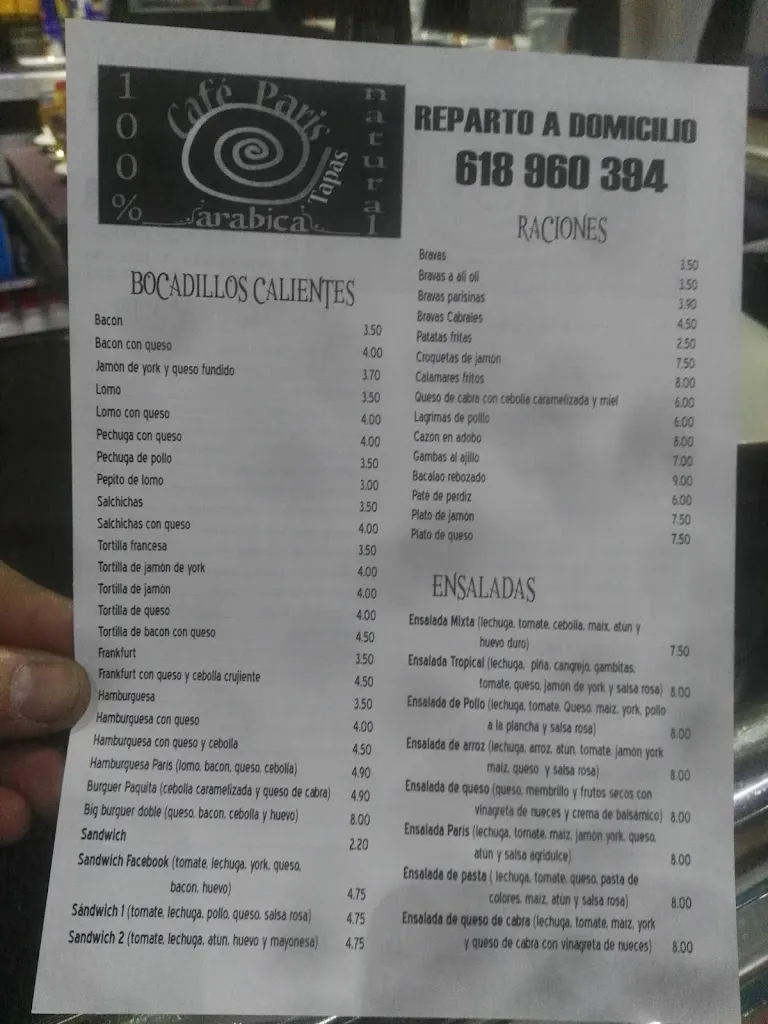 100%
Café Paris
Tapas
natural
arabica
REPARTO A DOMICILIO
618 960 394
BOCADILLOS CALIENTES
Bacon 3.50
Bacon con queso 4.00
Jamón de york y queso fundido 3.70
Lomo 3.50
Lomo con queso 4.00
Pechuga con queso 4.00
Pechuga de pollo 3.50
Pepito de lomo 3.00
Salchichas 3.50
Salchichas con queso 4.00
Tortilla francesa 3.50
Tortilla de jamón de york 4.00
Tortilla de jamón 4.00
Tortilla de queso 4.00
Tortilla de bacon con queso 4.50
Frankfurt 3.50
Frankfurt con queso y cebolla crujiente 4.50
Hamburguesa 3.50
Hamburguesa con queso 4.00
Hamburguesa con queso y cebolla 4.50
Hamburguesa Paris (lomo, bacon, queso, cebolla) 4.90
Burguer Paquita (cebolla caramelizada y queso de cabra) 4.90
Big burguer doble (queso, bacon, cebolla y huevo) 8.00
Sandwich 2.20
Sandwich Facebook (tomate, lechuga, york, queso,
bacon, huevo) 4.75
Sándwich 1 (tomate, lechuga, pollo, queso, salsa rosa) 4.75
Sandwich 2 (tomate, lechuga, atun, huevo y mayonesa) 4.75
RACIONES
Bravas 3.50
Bravas a ali oli 3.50
Bravas parisinas 3.90
Bravas Cabrales 4.50
Patatas fritas 2.50
Croquetas de jamón 7.50
Calamares fritos 8.00
Queso de cabra con cebolla caramelizada y miel 6.00
Lagrimas de pollo 6.00
Cazon en adobo 8.00
Gambas al ajillo 7.00
Bacalao rebozado 9.00
Paté de perdiz 6.00
Plato de jamón 7.50
Plato de queso 7.50
ENSALADAS
Ensalada Mixta (lechuga, tomate, cebolla, maix, atún y
huevo duro) 7.50
Ensalada Tropical (lechuga, piña, cangrejo, gambitas,
tomate, queso, jamón de york y salsa rosa) 8.00
Ensalada de Pollo (lechuga, tomate, Queso, maiz, york, pollo
a la plancha y salsa rosa) 8.00
Ensalada de arroz (lechuga, arroz, atun, tomate, jamón york
maiz, queso y salsa rosa) 8.00
Ensalada de queso (queso, membrillo y frutos secos con
vinagreta de nueces y crema de balsámico) 8.00
Ensalada Paris (lechuga, tomate, maiz, jamon york, queso,
atun y salsa agridulce) 8.00
Ensalada de pasta ( lechuga, tomate, queso, pasta de
colores, maiz, atun y salsa rosa) 8.00
Ensalada de queso de cabra (lechuga, tomate, maiz, york
y queso de cabra con vinagreta de nueces) 8.00